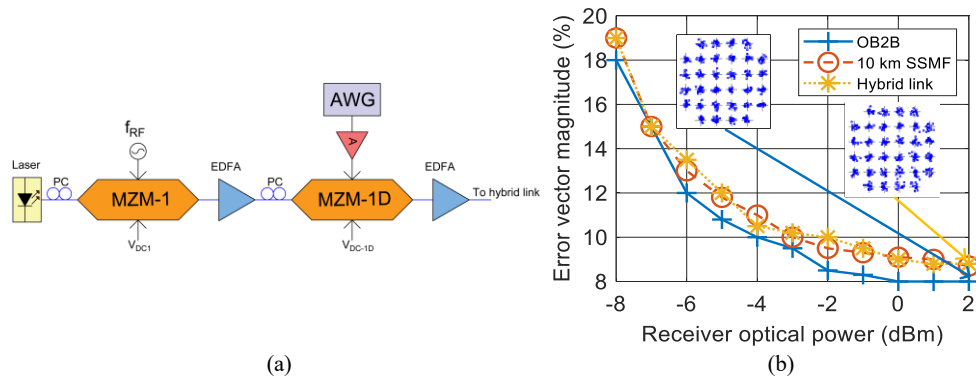 AWG
A
f_RF
Laser
PC
EDFA
PC
EDFA
MZM-1
MZM-1D
To hybrid link
V_DC1
V_DC-1D
(a)
Error vector magnitude (%)
20
18
16
14
12
10
8
-8
-6
-4
-2
0
2
Receiver optical power (dBm)
OB2B
10 km SSMF
Hybrid link
(b)